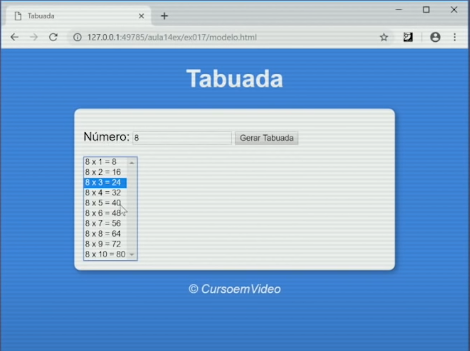 Tabuada
127.0.0.1:49785/aula14ex/ex017/modelo.html
Tabuada
Número: 8 Gerar Tabuada
8 x 1 = 8
8 x 2 = 16
8 x 3 = 24
8 x 4 = 32
8 x 5 = 40
8 x 6 = 48
8 x 7 = 56
8 x 8 = 64
8 x 9 = 72
8 x 10 = 80
© CursoemVideo